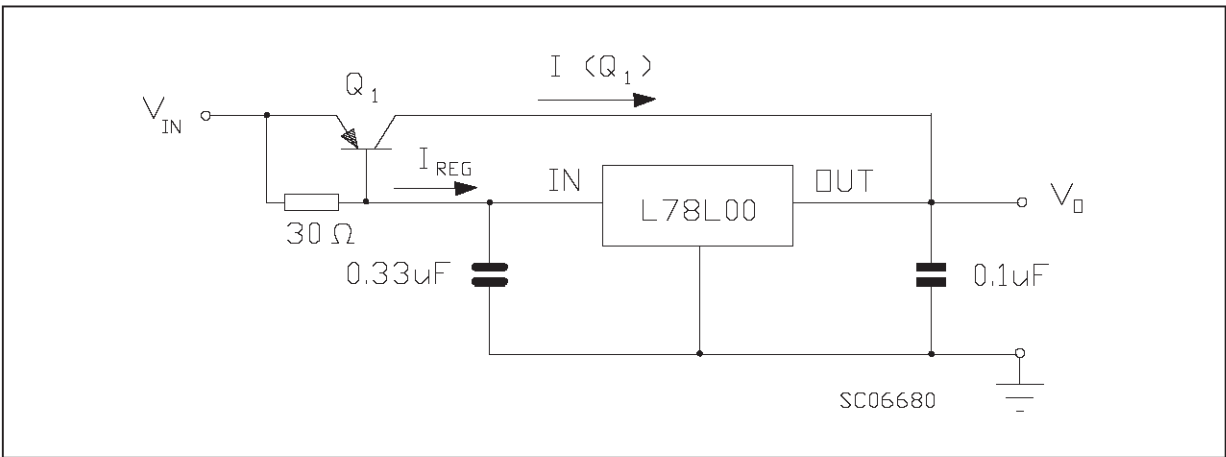 I (Q1)
Q1
VIN
IREG
IN
L78L00
OUT
VO
30 Ω
0.33uF
0.1uF
SC06680